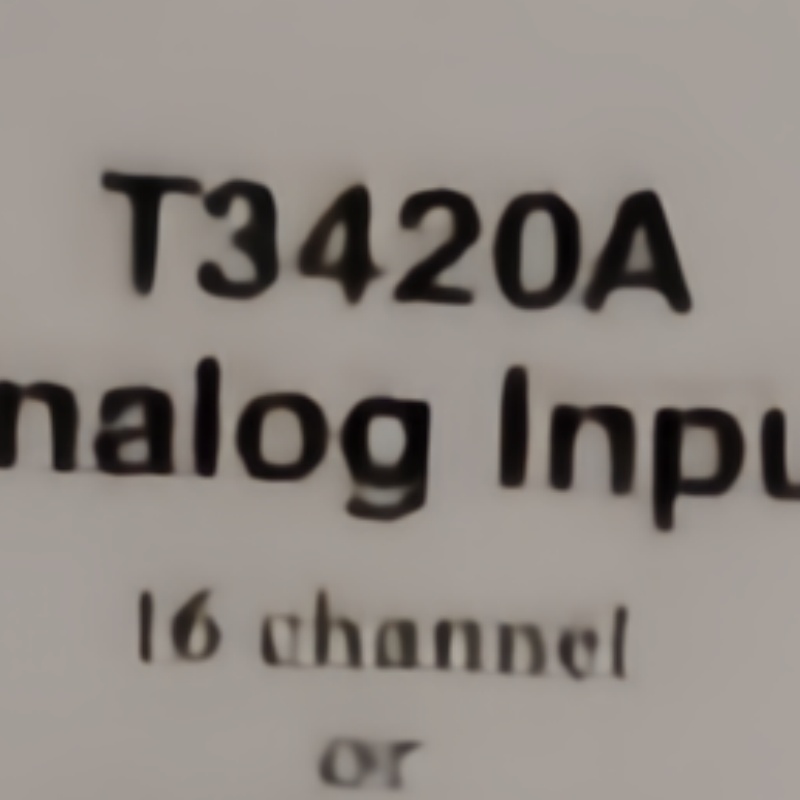 T3420A
nalog Inpu
16 channel
or